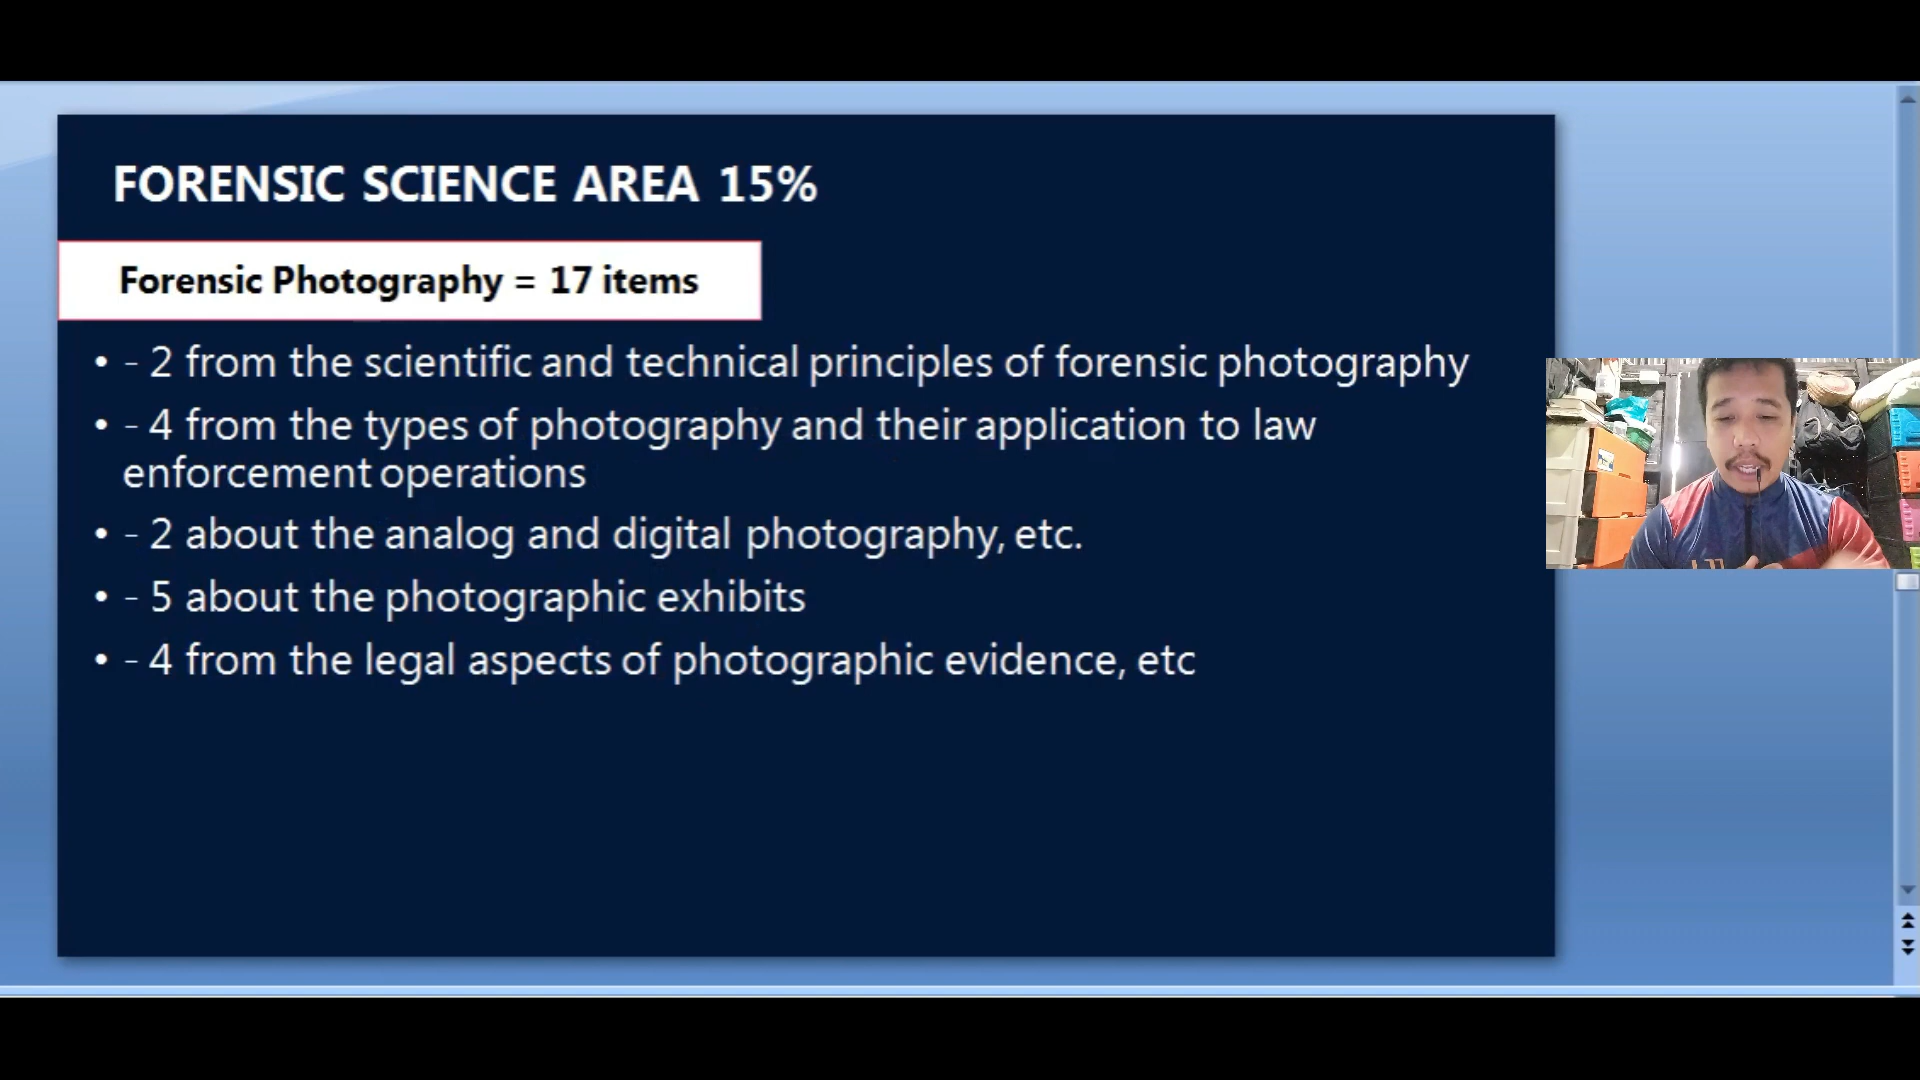 FORENSIC SCIENCE AREA 15%
Forensic Photography = 17 items
• - 2 from the scientific and technical principles of forensic photography
• - 4 from the types of photography and their application to law
enforcement operations
• - 2 about the analog and digital photography, etc.
• - 5 about the photographic exhibits
• - 4 from the legal aspects of photographic evidence, etc